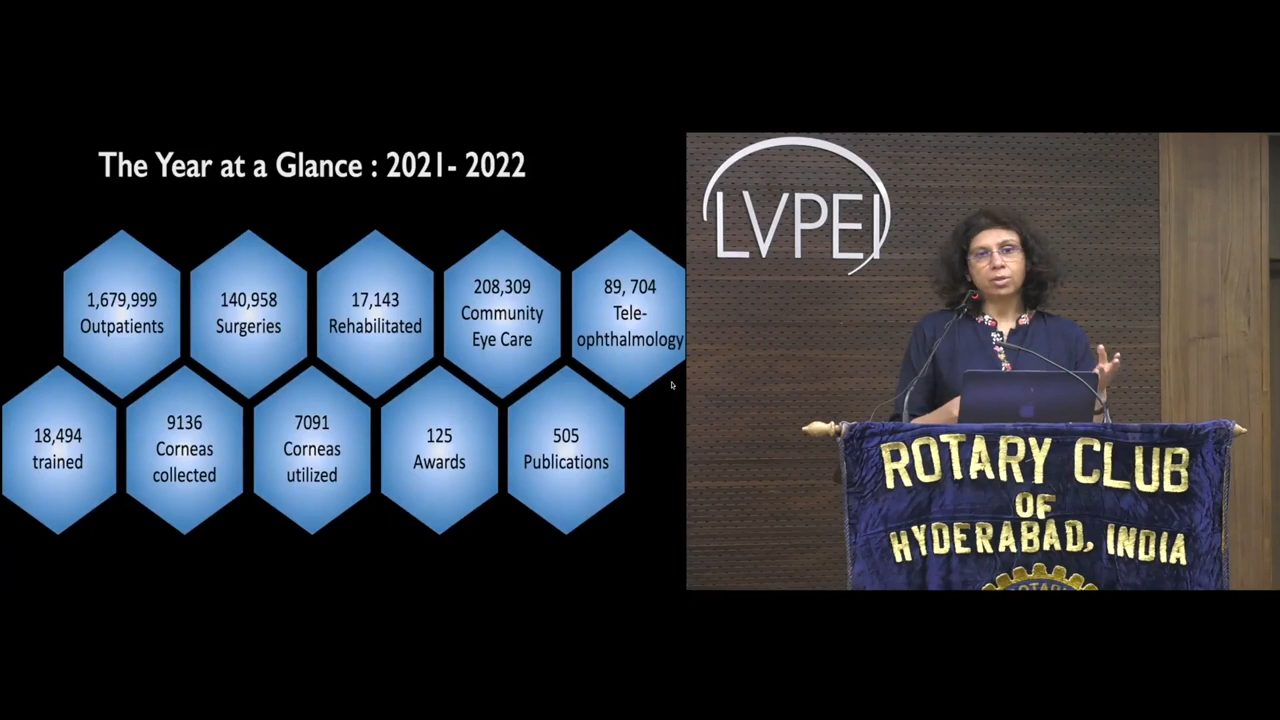 The Year at a Glance : 2021- 2022
1,679,999
Outpatients
140,958
Surgeries
17,143
Rehabilitated
208,309
Community
Eye Care
89, 704
Tele-
ophthalmology
18,494
trained
9136
Corneas
collected
7091
Corneas
utilized
125
Awards
505
Publications
LVPEI
ROTARY CLUB
OF
HYDERABAD, INDIA